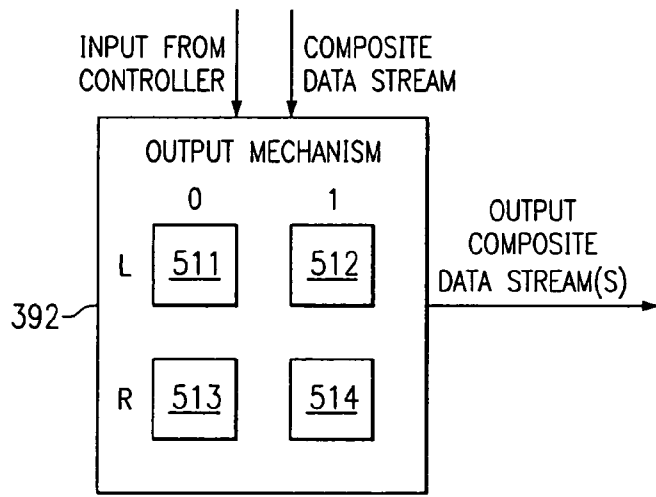 INPUT FROM
CONTROLLER
COMPOSITE
DATA STREAM
OUTPUT MECHANISM
0 1
L 511 512
R 513 514
392
OUTPUT
COMPOSITE
DATA STREAM(S)